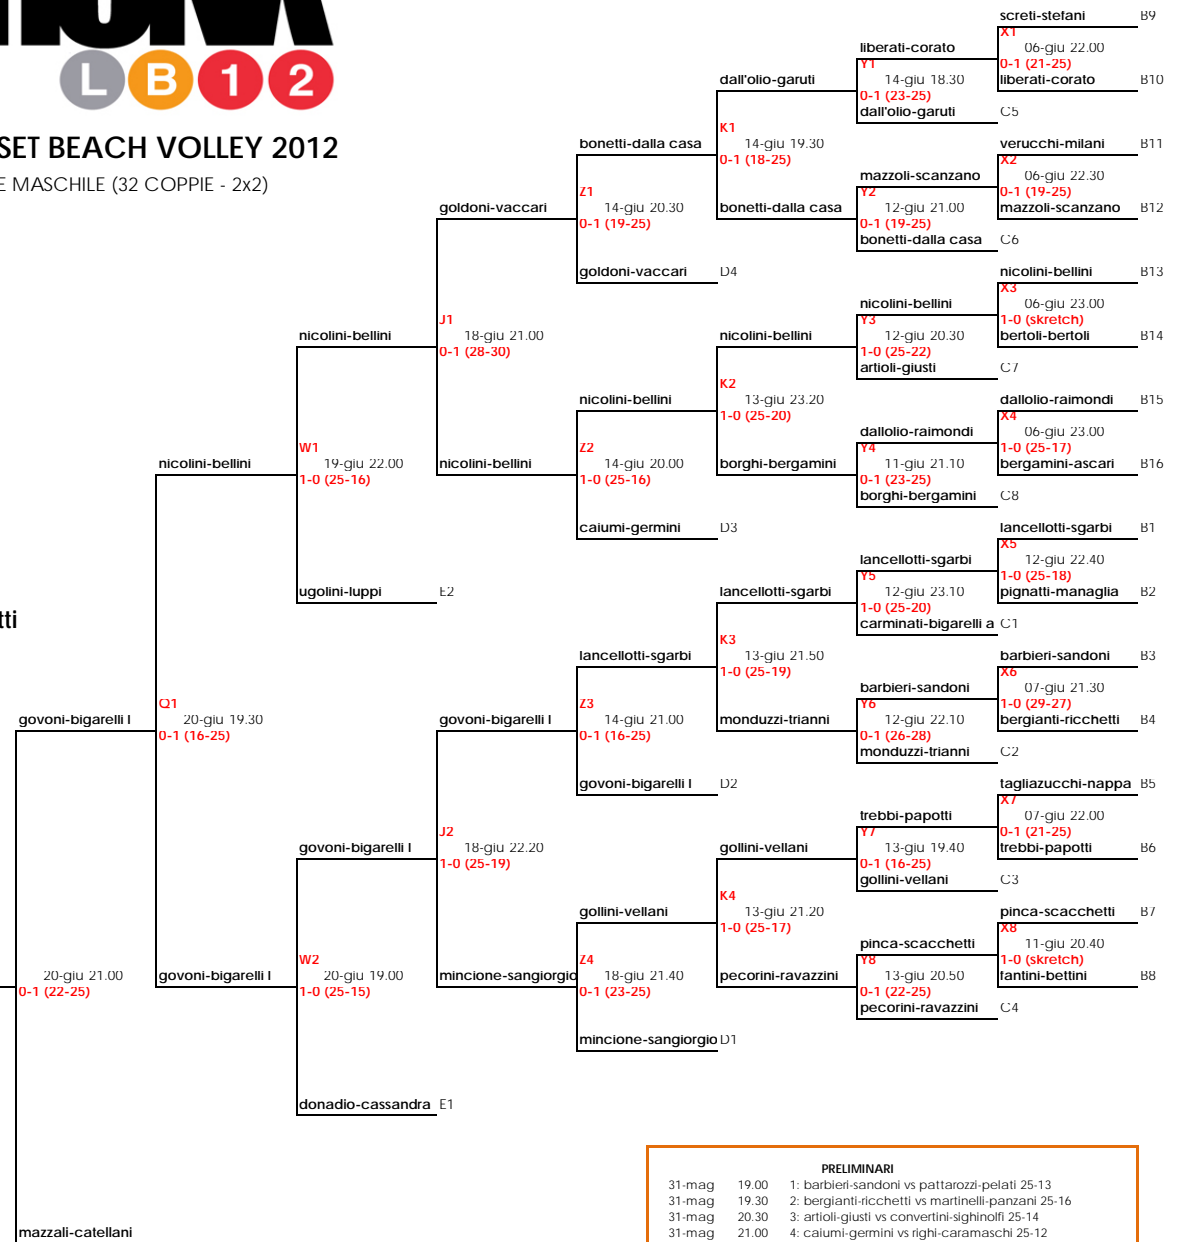 L B 1 2
SET BEACH VOLLEY 2012
E MASCHILE (32 COPPIE - 2x2)
screti-stefani B9
X1
06-giu 22.00
0-1 (21-25)
liberati-corato B10
liberati-corato
Y1
14-giu 18.30
0-1 (23-25)
dall'olio-garuti C5
dall'olio-garuti
K1
14-giu 19.30
0-1 (18-25)
verucchi-milani B11
X2
06-giu 22.30
0-1 (19-25)
mazzoli-scanzano B12
mazzoli-scanzano
Y2
12-giu 21.00
0-1 (19-25)
bonetti-dalla casa C6
bonetti-dalla casa
bonetti-dalla casa
Z1
14-giu 20.30
0-1 (19-25)
goldoni-vaccari D4
goldoni-vaccari
J1
18-giu 21.00
0-1 (28-30)
nicolini-bellini B13
X3
06-giu 23.00
1-0 (skretch)
bertoli-bertoli B14
nicolini-bellini
Y3
12-giu 20.30
1-0 (25-22)
artioli-giusti C7
nicolini-bellini
K2
13-giu 23.20
1-0 (25-20)
dallolio-raimondi B15
X4
06-giu 23.00
1-0 (25-17)
bergamini-ascari B16
dallolio-raimondi
Y4
11-giu 21.10
0-1 (23-25)
borghi-bergamini C8
borghi-bergamini
nicolini-bellini
Z2
14-giu 20.00
1-0 (25-16)
caiumi-germini D3
nicolini-bellini
nicolini-bellini
W1
19-giu 22.00
1-0 (25-16)
ugolini-luppi E2
nicolini-bellini
tti
Q1
20-giu 19.30
0-1 (16-25)
lancellotti-sgarbi B1
X5
12-giu 22.40
1-0 (25-18)
pignatti-managlia B2
lancellotti-sgarbi
Y5
12-giu 23.10
1-0 (25-20)
carminati-bigarelli a C1
lancellotti-sgarbi
K3
13-giu 21.50
1-0 (25-19)
barbieri-sandoni B3
X6
07-giu 21.30
1-0 (29-27)
bergianti-ricchetti B4
barbieri-sandoni
Y6
12-giu 22.10
0-1 (26-28)
monduzzi-trianni C2
monduzzi-trianni
lancellotti-sgarbi
Z3
14-giu 21.00
0-1 (16-25)
govoni-bigarelli l D2
govoni-bigarelli l
J2
18-giu 22.20
1-0 (25-19)
tagliazucchi-nappa B5
X7
07-giu 22.00
0-1 (21-25)
trebbi-papotti B6
trebbi-papotti
Y7
13-giu 19.40
0-1 (16-25)
gollini-vellani C3
gollini-vellani
K4
13-giu 21.20
1-0 (25-17)
pinca-scacchetti B7
X8
11-giu 20.40
1-0 (skretch)
fantini-bettini B8
pinca-scacchetti
Y8
13-giu 20.50
0-1 (22-25)
pecorini-ravazzini C4
pecorini-ravazzini
gollini-vellani
Z4
18-giu 21.40
0-1 (23-25)
mincione-sangiorgio D1
mincione-sangiorgio
govoni-bigarelli l
W2
20-giu 19.00
1-0 (25-15)
donadio-cassandra E1
govoni-bigarelli l
govoni-bigarelli l
20-giu 21.00
0-1 (22-25)
mazzali-catellani
PRELIMINARI
31-mag 19.00 1: barbieri-sandoni vs pattarozzi-pelati 25-13
31-mag 19.30 2: bergianti-ricchetti vs martinelli-panzani 25-16
31-mag 20.30 3: artioli-giusti vs convertini-sighinolfi 25-14
31-mag 21.00 4: caiumi-germini vs righi-caramaschi 25-12